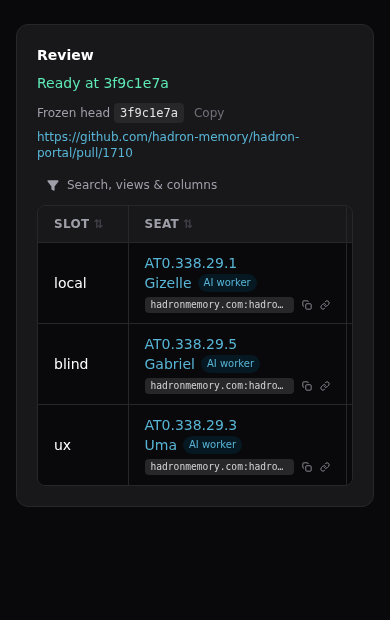 Review
Ready at 3f9c1e7a
Frozen head 3f9c1e7a Copy
https://github.com/hadron-memory/hadron-
portal/pull/1710
Search, views & columns
SLOT SEAT
local
AT0.338.29.1
Gizelle AI worker
hadronmemory.com:hadro…
blind
AT0.338.29.5
Gabriel AI worker
hadronmemory.com:hadro…
ux
AT0.338.29.3
Uma AI worker
hadronmemory.com:hadro…